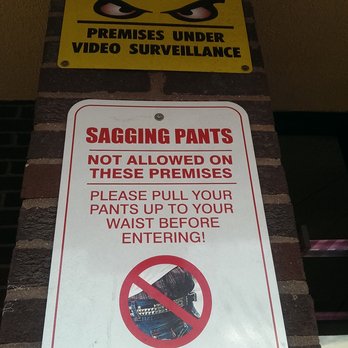 PREMISES UNDER
VIDEO SURVEILLANCE
SAGGING PANTS
NOT ALLOWED ON
THESE PREMISES
PLEASE PULL YOUR
PANTS UP TO YOUR
WAIST BEFORE
ENTERING!